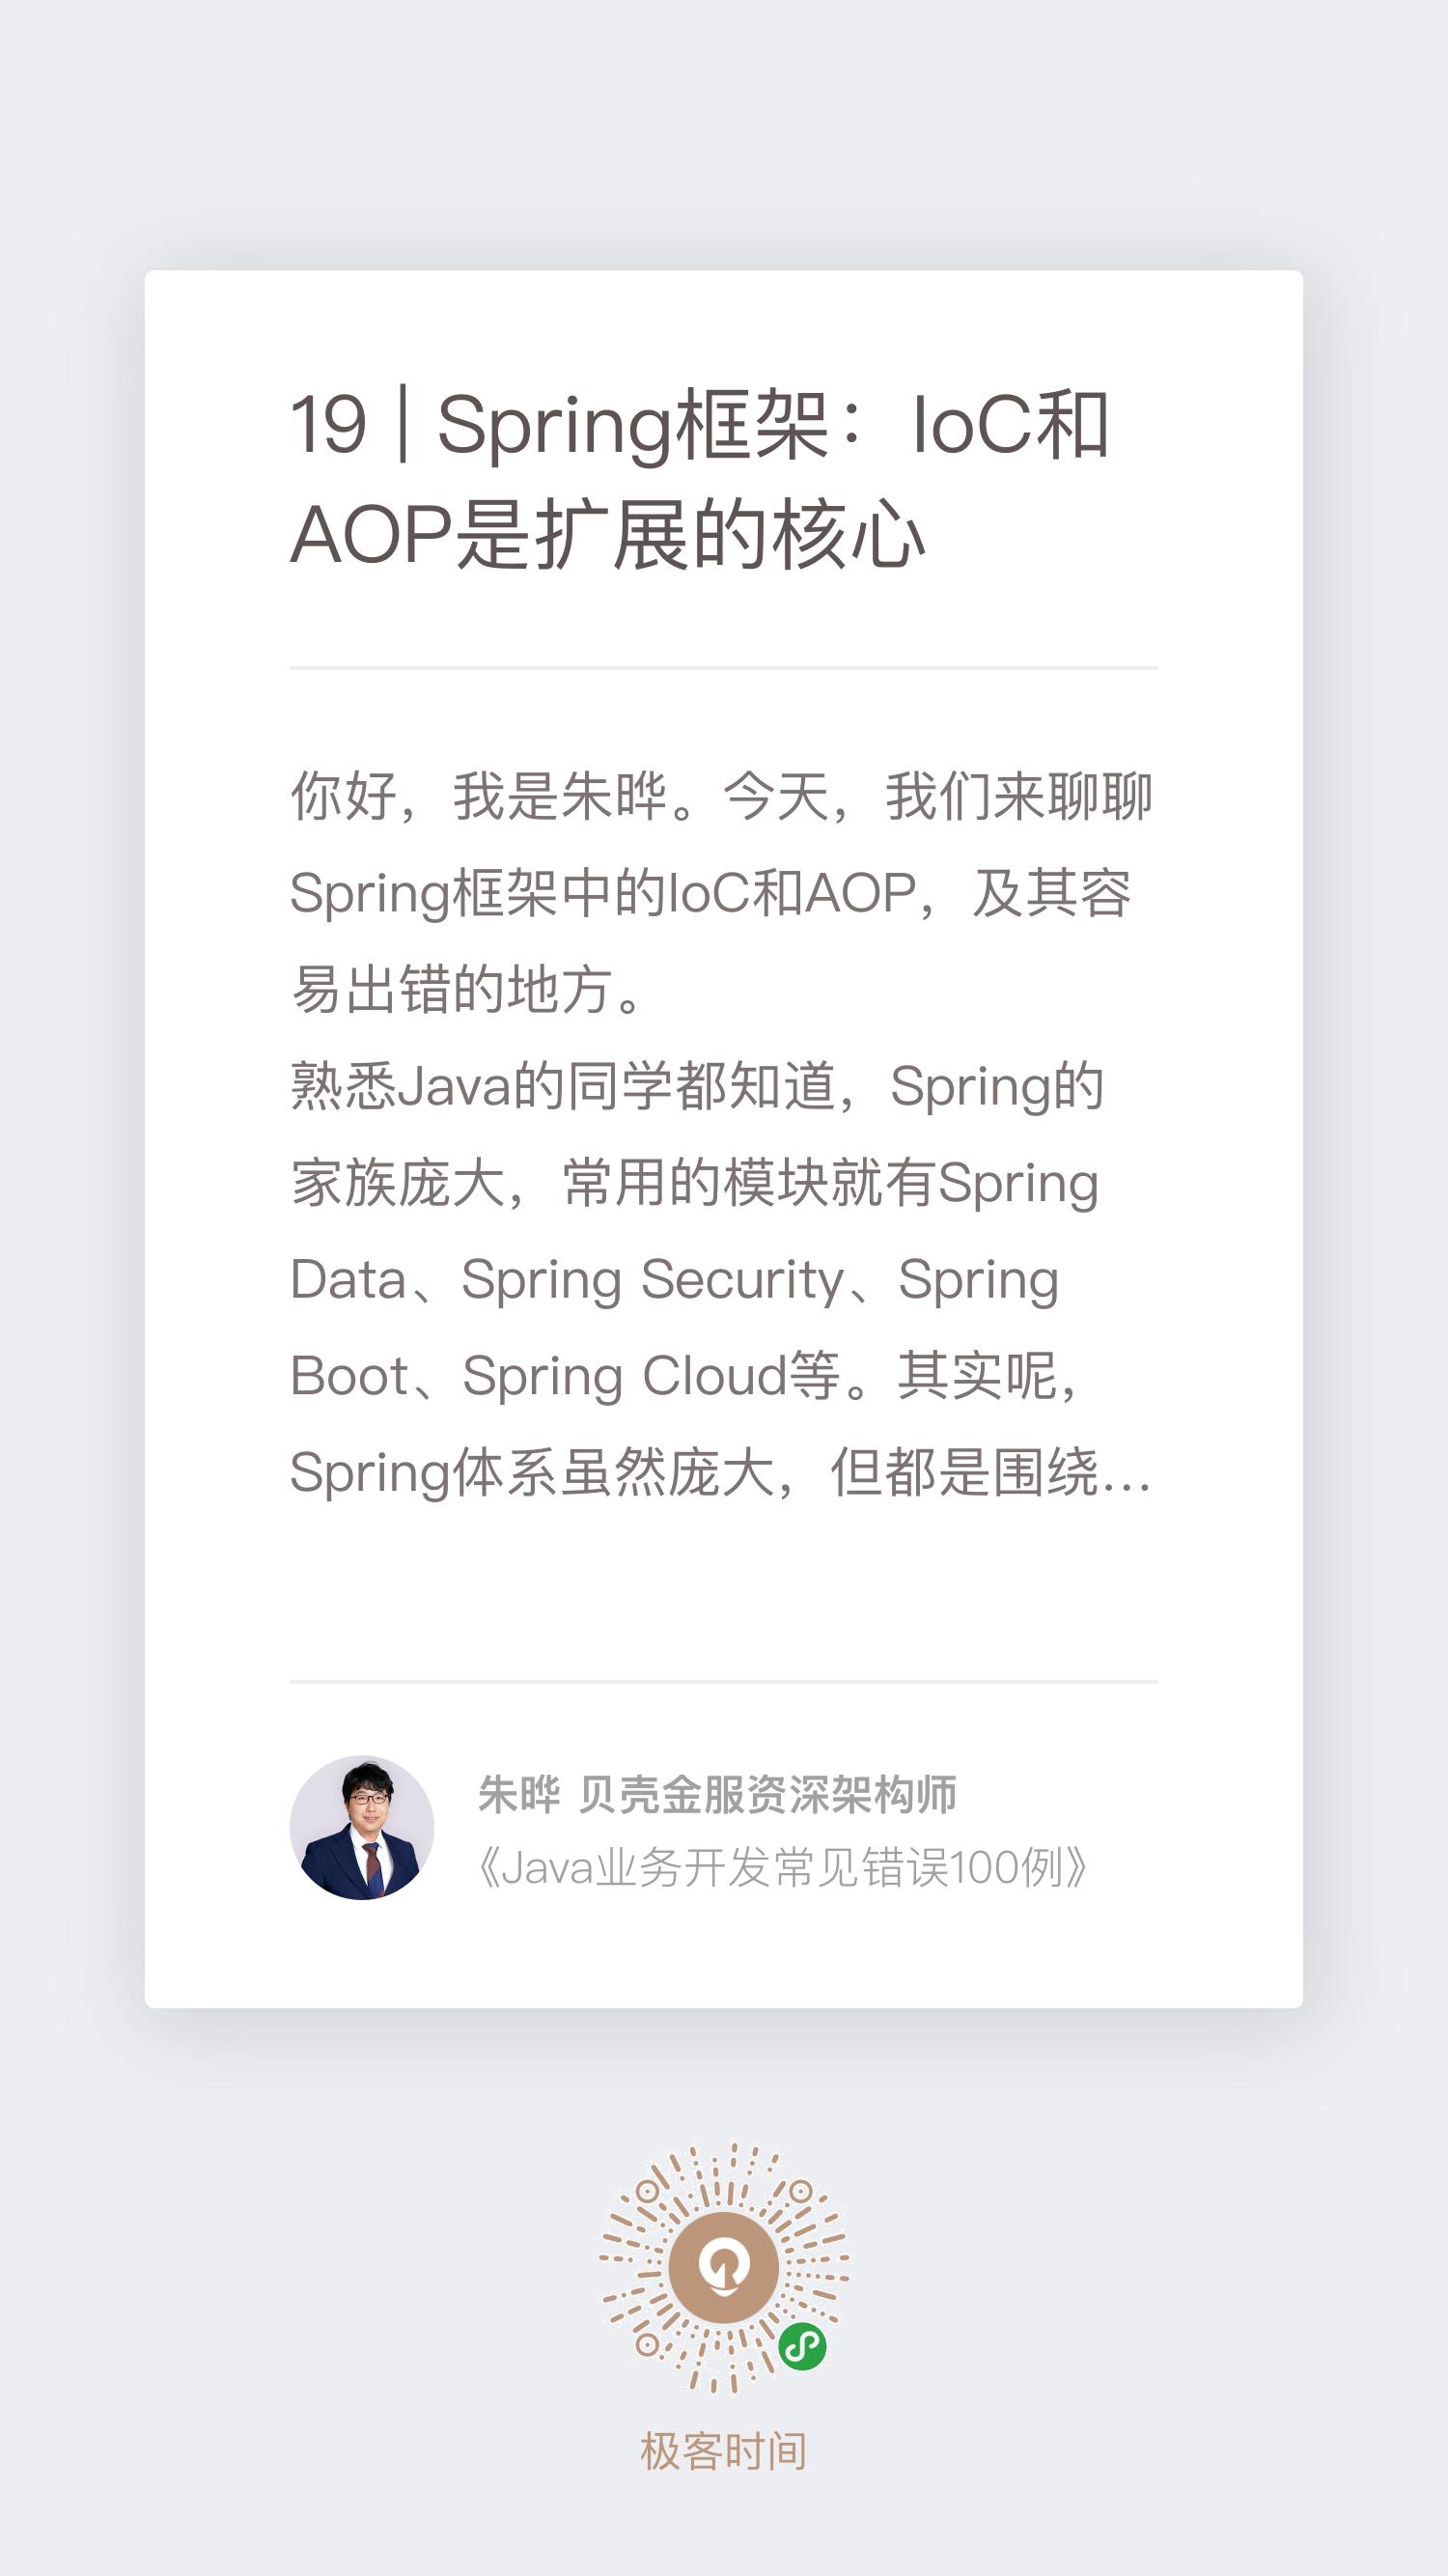 19 | Spring框架：IoC和
AOP是扩展的核心
你好，我是朱晔。今天，我们来聊聊
Spring框架中的IoC和AOP，及其容
易出错的地方。
熟悉Java的同学都知道，Spring的
家族庞大，常用的模块就有Spring
Data、Spring Security、Spring
Boot、Spring Cloud等。其实呢，
Spring体系虽然庞大，但都是围绕...
朱晔 贝壳金服资深架构师
《Java业务开发常见错误100例》
极客时间